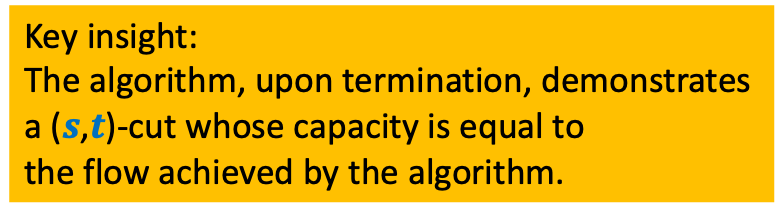 Key insight:
The algorithm, upon termination, demonstrates
a (s,t)-cut whose capacity is equal to
the flow achieved by the algorithm.